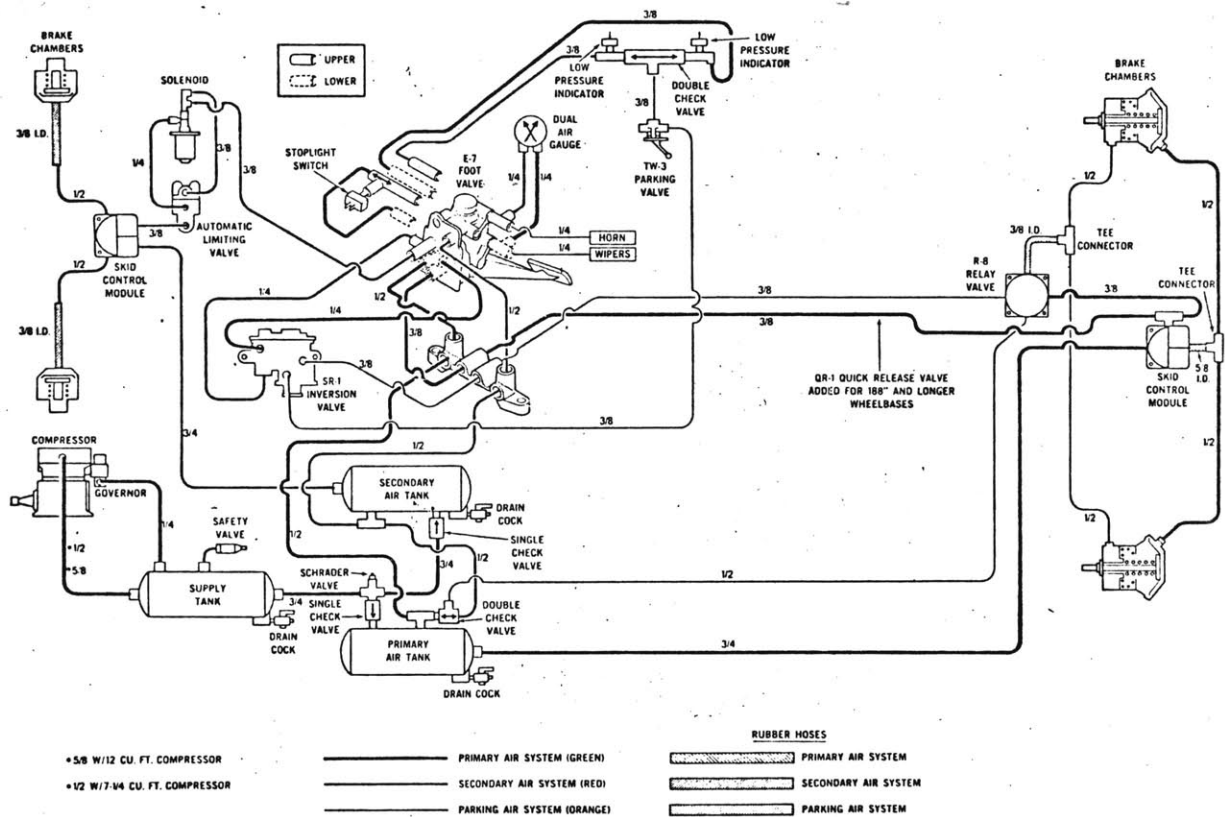 3/8
BRAKE
CHAMBERS
SOLENOID
UPPER
LOWER
3/8
LOW
PRESSURE
INDICATOR
LOW
PRESSURE
INDICATOR
DOUBLE
CHECK
VALVE
3/8
BRAKE
CHAMBERS
3/8 I.D.
1/4
3/8
3/8
STOPLIGHT
SWITCH
E-7
FOOT
VALVE
DUAL
AIR
GAUGE
1/4
1/4
TW-3
PARKING
VALVE
1/2
AUTOMATIC
LIMITING
VALVE
3/8
SKID
CONTROL
MODULE
1/2
1/4
HORN
1/4
WIPERS
1/2
1/2
3/8 I.D.
TEE
CONNECTOR
R-8
RELAY
VALVE
TEE
CONNECTOR
3/8 I.D.
1/4
1/4
1/2
3/8
1/2
3/8
3/8
3/8
3/8
SR-1
INVERSION
VALVE
QR-1 QUICK RELEASE VALVE
ADDED FOR 188" AND LONGER
WHEELBASES
5/8
I.D.
SKID
CONTROL
MODULE
3/8
3/4
1/2
1/2
COMPRESSOR
GOVERNOR
SECONDARY
AIR TANK
DRAIN
COCK
SINGLE
CHECK
VALVE
SAFETY
VALVE
1/4
*1/2
*5/8
1/2
3/4
1/2
1/2
1/2
SCHRADER
VALVE
SUPPLY
TANK
3/4
SINGLE
CHECK
VALVE
DOUBLE
CHECK
VALVE
DRAIN
COCK
PRIMARY
AIR TANK
3/4
DRAIN COCK
RUBBER HOSES
*5/8 W/12 CU. FT. COMPRESSOR
PRIMARY AIR SYSTEM (GREEN)
PRIMARY AIR SYSTEM
*1/2 W/7-1/4 CU. FT. COMPRESSOR
SECONDARY AIR SYSTEM (RED)
SECONDARY AIR SYSTEM
PARKING AIR SYSTEM (ORANGE)
PARKING AIR SYSTEM